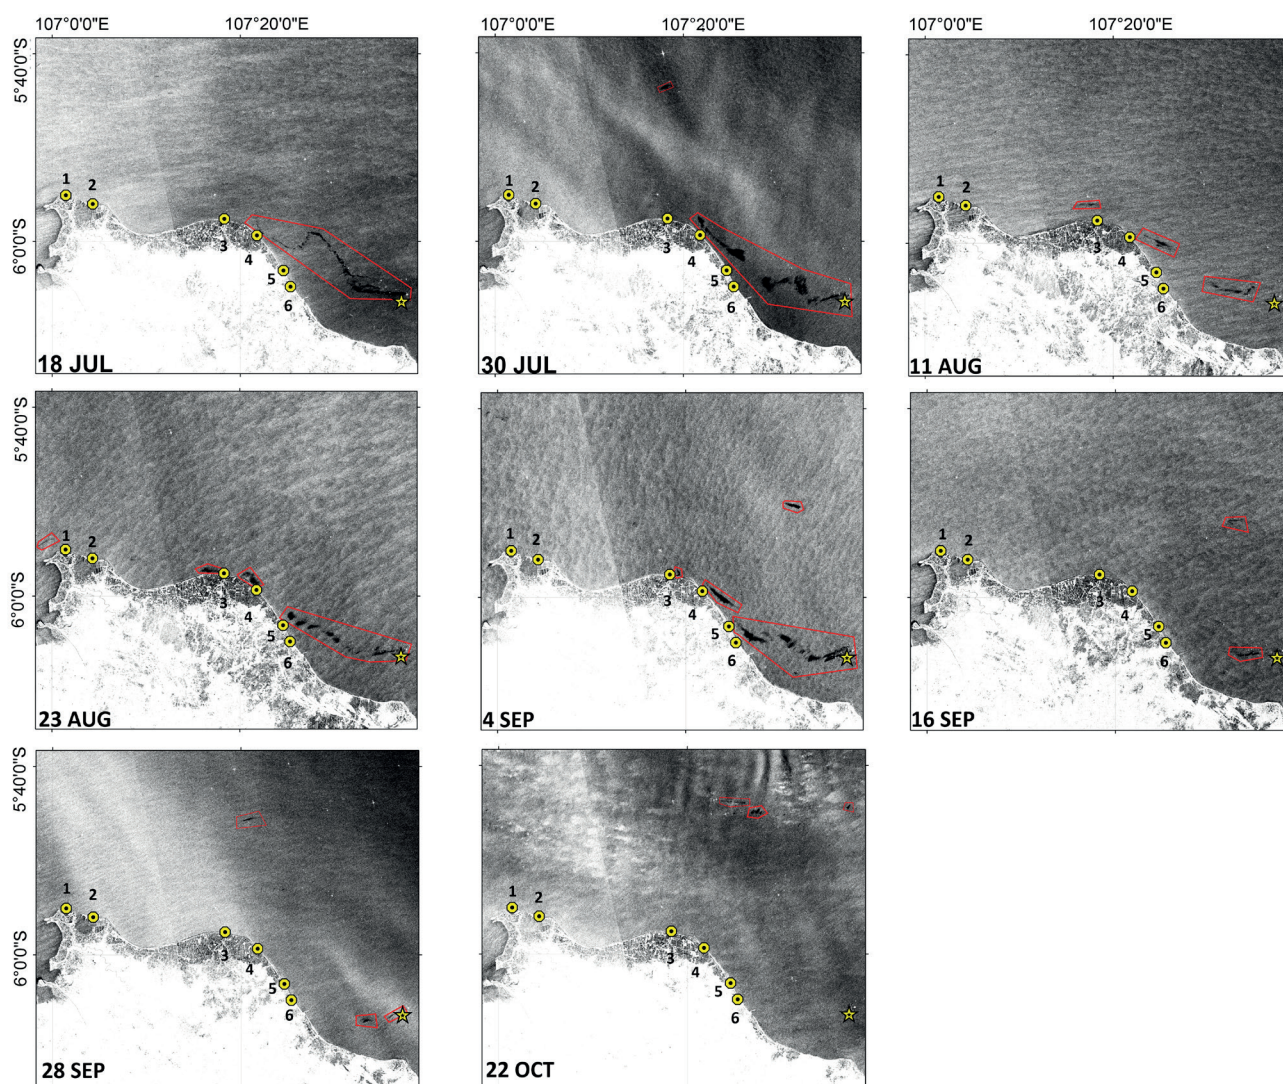 107°0'0"E 107°20'0"E 107°0'0"E 107°20'0"E 107°0'0"E 107°20'0"E
5°40'0"S
6°0'0"S
1 2 3 4 5 6
18 JUL
1 2 3 4 5 6
30 JUL
1 2 3 4 5 6
11 AUG
5°40'0"S
6°0'0"S
1 2 3 4 5 6
23 AUG
1 2 3 4 5 6
4 SEP
1 2 3 4 5 6
16 SEP
5°40'0"S
6°0'0"S
1 2 3 4 5 6
28 SEP
1 2 3 4 5 6
22 OCT